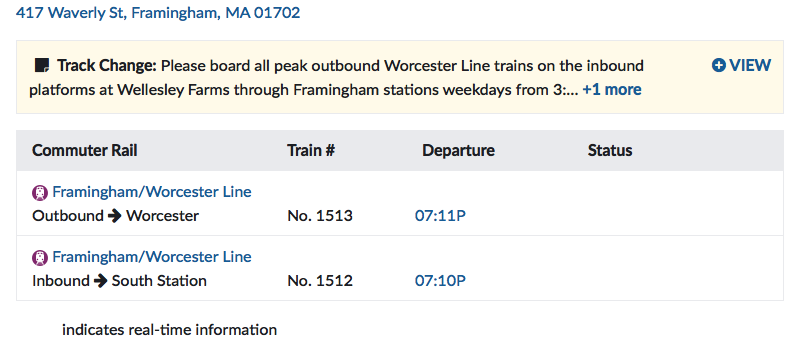 417 Waverly St, Framingham, MA 01702
Track Change: Please board all peak outbound Worcester Line trains on the inbound
VIEW
platforms at Wellesley Farms through Framingham stations weekdays from 3:... +1 more
Commuter Rail Train # Departure Status
Framingham/Worcester Line
Outbound → Worcester No. 1513 07:11P
Framingham/Worcester Line
Inbound → South Station No. 1512 07:10P
indicates real-time information